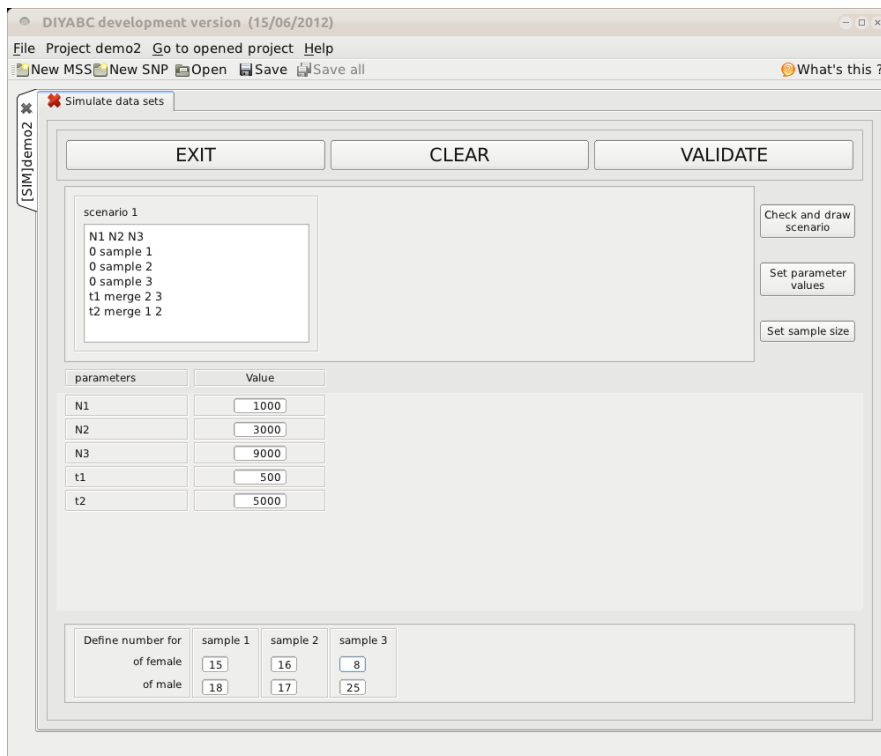 DIYABC development version (15/06/2012)
File Project demo2 Go to opened project Help
New MSS New SNP Open Save Save all What's this ?
Simulate data sets
[SIM]demo2
EXIT CLEAR VALIDATE
scenario 1
N1 N2 N3
0 sample 1
0 sample 2
0 sample 3
t1 merge 2 3
t2 merge 1 2
Check and draw
scenario
Set parameter
values
Set sample size
parameters Value
N1 1000
N2 3000
N3 9000
t1 500
t2 5000
Define number for sample 1 sample 2 sample 3
of female 15 16 8
of male 18 17 25